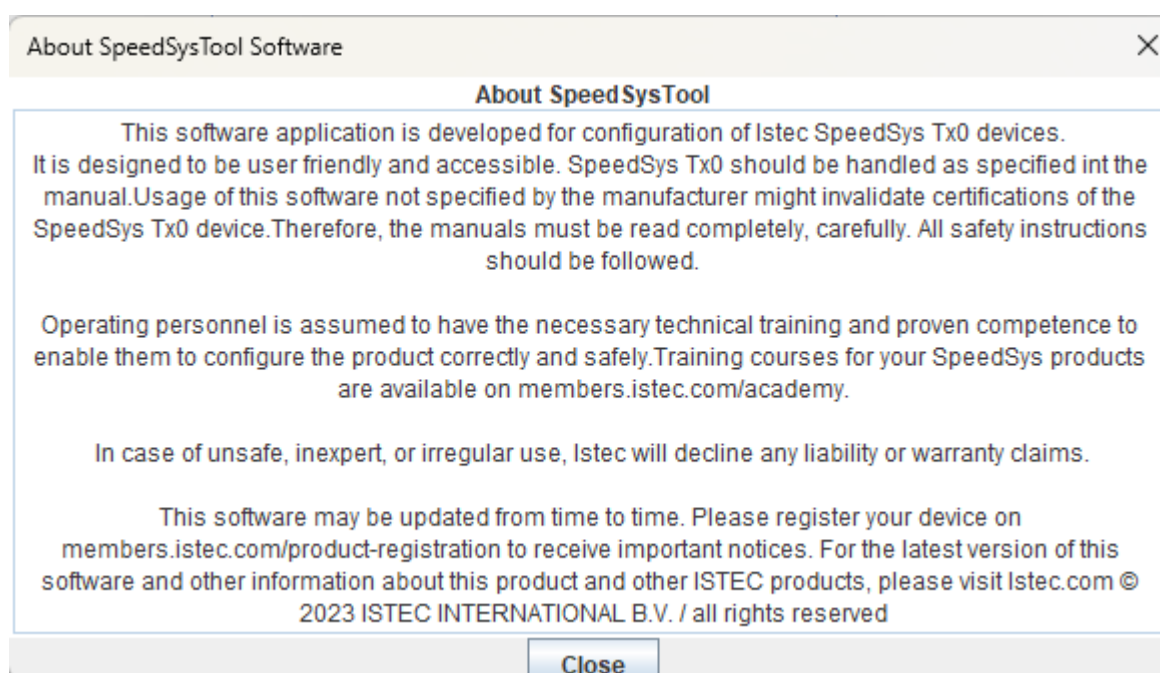 About SpeedSysTool Software
About SpeedSysTool
This software application is developed for configuration of Istec SpeedSys Tx0 devices.
It is designed to be user friendly and accessible. SpeedSys Tx0 should be handled as specified int the
manual.Usage of this software not specified by the manufacturer might invalidate certifications of the
SpeedSys Tx0 device.Therefore, the manuals must be read completely, carefully. All safety instructions
should be followed.
Operating personnel is assumed to have the necessary technical training and proven competence to
enable them to configure the product correctly and safely.Training courses for your SpeedSys products
are available on members.istec.com/academy.
In case of unsafe, inexpert, or irregular use, Istec will decline any liability or warranty claims.
This software may be updated from time to time. Please register your device on
members.istec.com/product-registration to receive important notices. For the latest version of this
software and other information about this product and other ISTEC products, please visit Istec.com ©
2023 ISTEC INTERNATIONAL B.V. / all rights reserved
Close